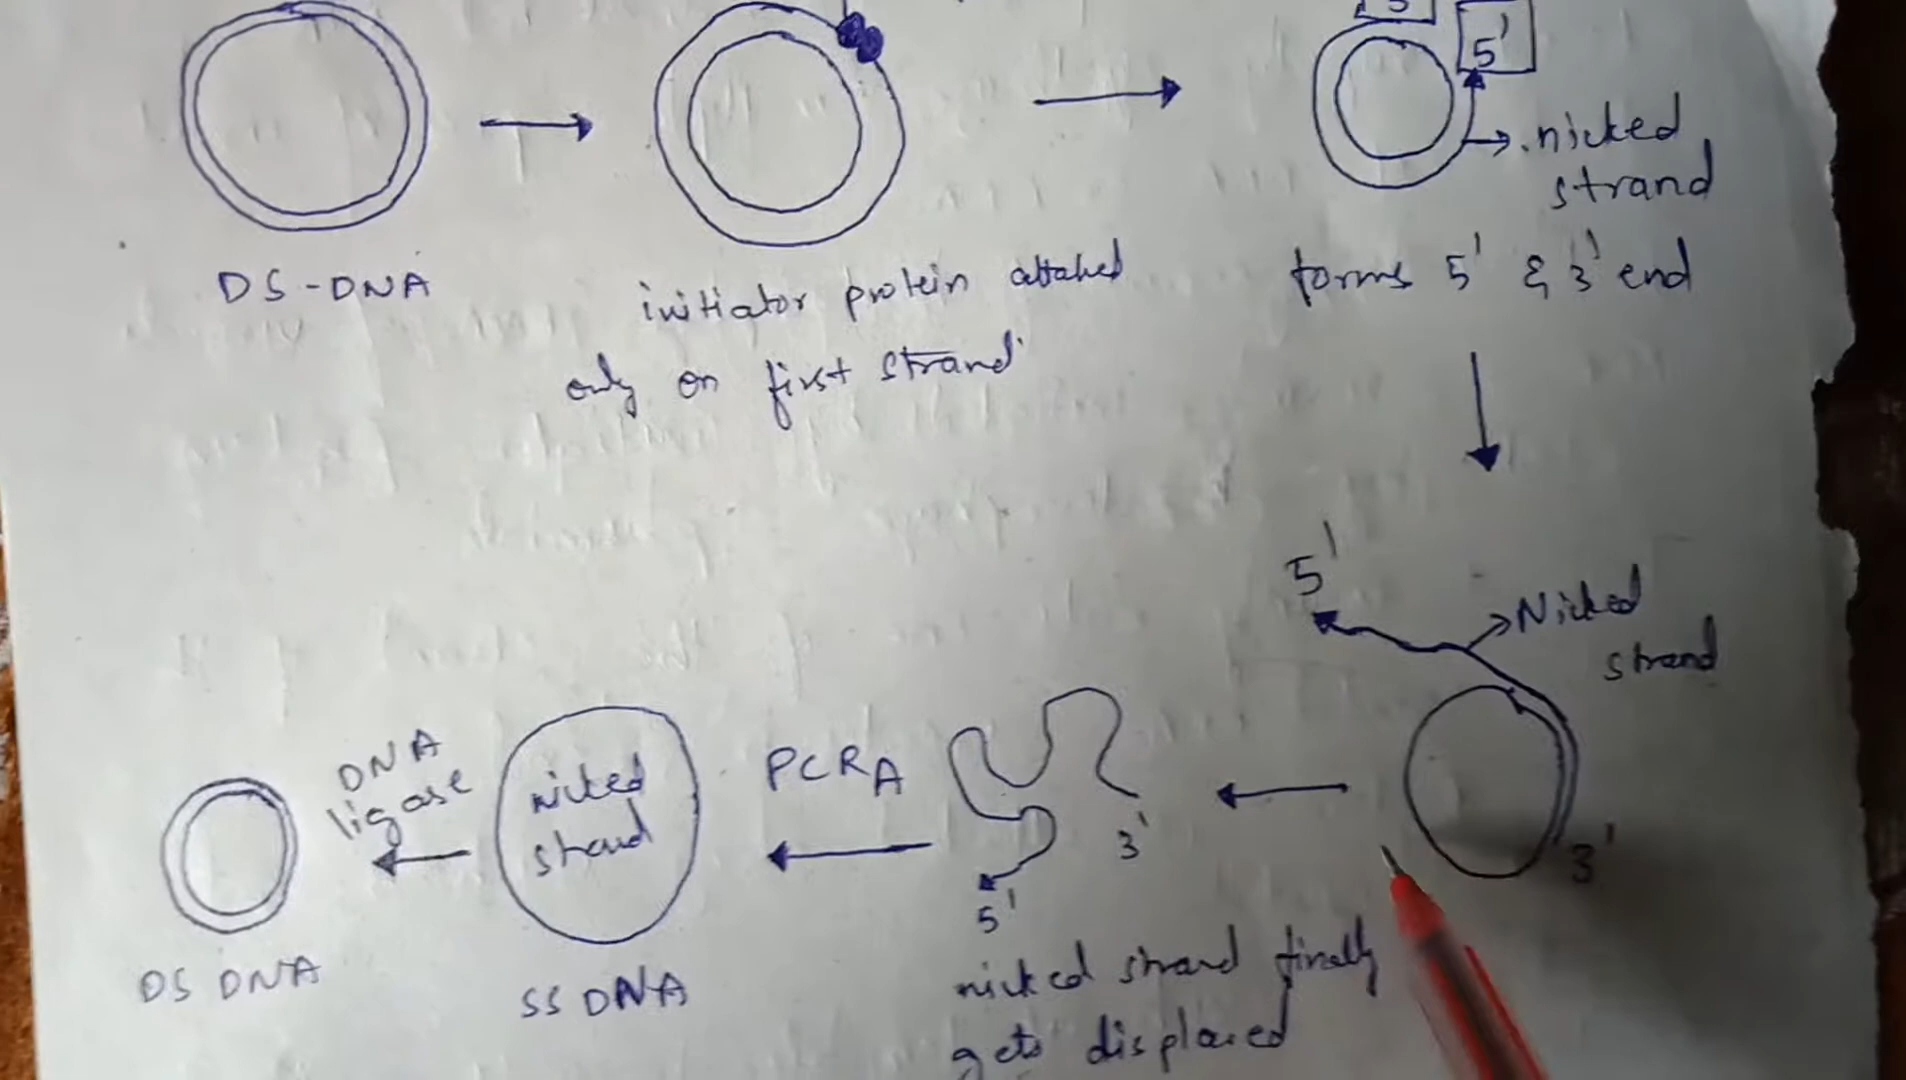 5'
DS-DNA
initiator protein attached
only on first strand
nicked
strand
forms 5' & 3' end
5'
Nicked
strand
3'
3'
5'
nicked strand finally
gets displaced
PCRA
nicked
strand
SS DNA
DNA
ligase
DS DNA